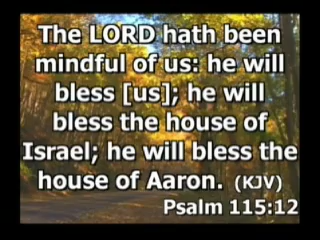 The LORD hath been
mindful of us: he will
bless [us]; he will
bless the house of
Israel; he will bless the
house of Aaron. (KJV)
Psalm 115:12